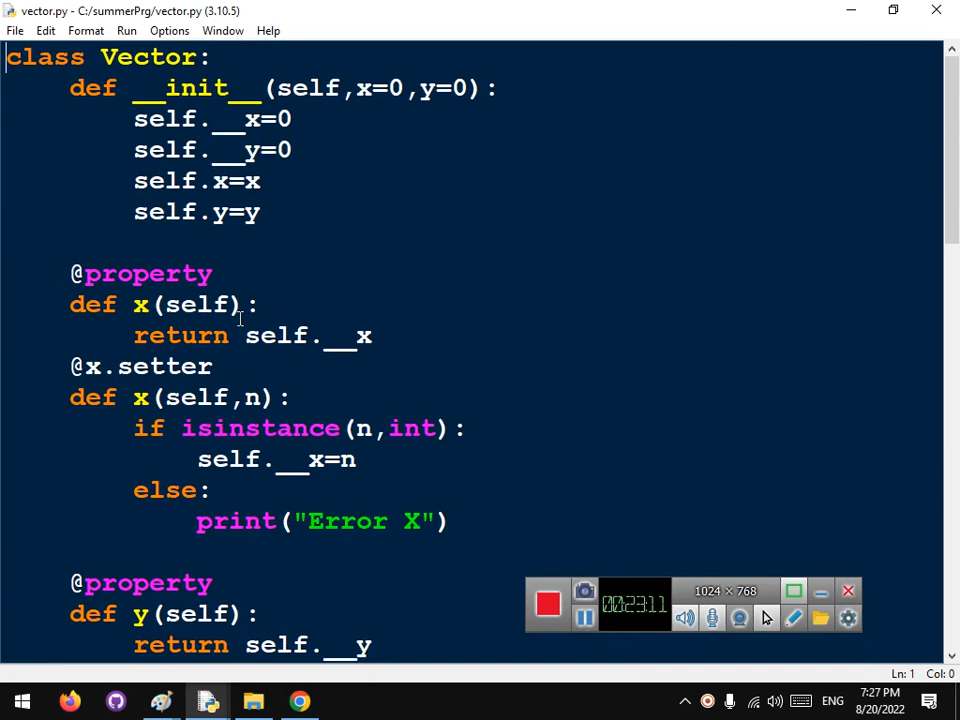 vector.py - C:/summerPrg/vector.py (3.10.5)
File Edit Format Run Options Window Help
class Vector:
    def __init__(self,x=0,y=0):
        self.__x=0
        self.__y=0
        self.x=x
        self.y=y
    @property
    def x(self):
        return self.__x
    @x.setter
    def x(self,n):
        if isinstance(n,int):
            self.__x=n
        else:
            print("Error X")
    @property
    def y(self):
        return self.__y
1024 × 768
00:23:11
Ln: 1 Col: 0
ENG
7:27 PM
8/20/2022